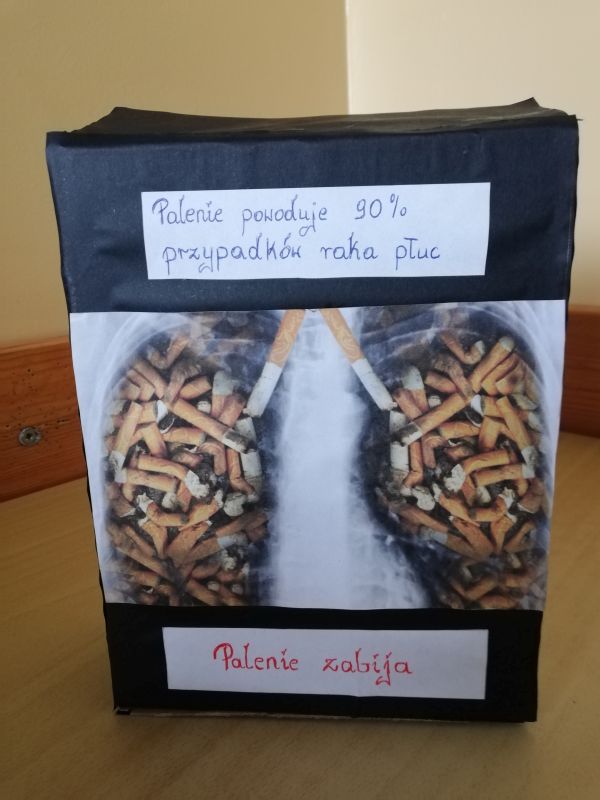 Palenie powoduje 90%
przypadków raka płuc
Palenie zabija